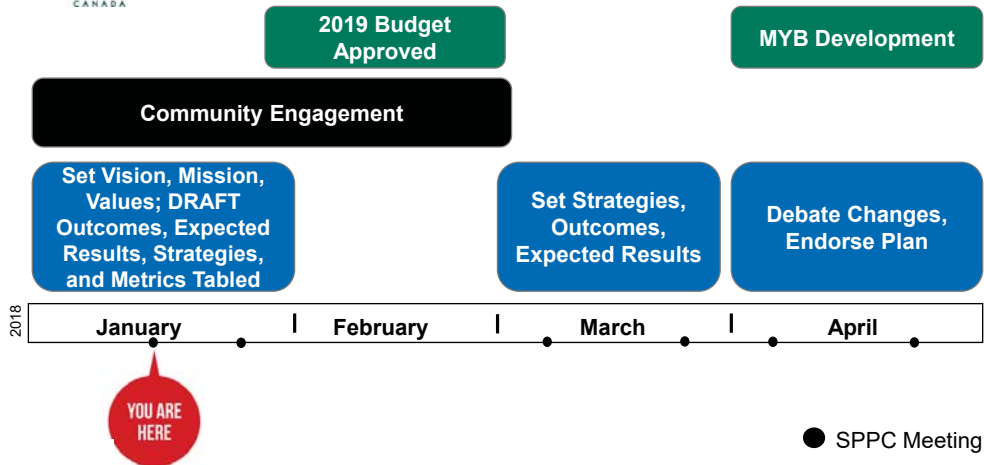 CANADA
2019 Budget
Approved
MYB Development
Community Engagement
Set Vision, Mission,
Values; DRAFT
Outcomes, Expected
Results, Strategies,
and Metrics Tabled
Set Strategies,
Outcomes,
Expected Results
Debate Changes,
Endorse Plan
2018
January
February
March
April
YOU ARE
HERE
SPPC Meeting